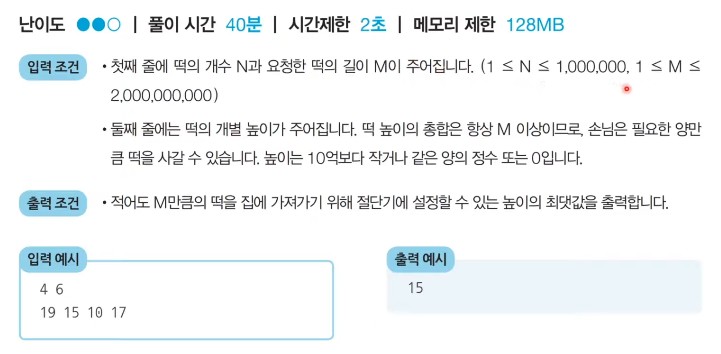 난이도 ●●○ | 풀이 시간 40분 | 시간제한 2초 | 메모리 제한 128MB
입력 조건 • 첫째 줄에 떡의 개수 N과 요청한 떡의 길이 M이 주어집니다. (1 ≤ N ≤ 1,000,000, 1 ≤ M ≤
2,000,000,000)
• 둘째 줄에는 떡의 개별 높이가 주어집니다. 떡 높이의 총합은 항상 M 이상이므로, 손님은 필요한 양만
큼 떡을 사갈 수 있습니다. 높이는 10억보다 작거나 같은 양의 정수 또는 0입니다.
출력 조건 • 적어도 M만큼의 떡을 집에 가져가기 위해 절단기에 설정할 수 있는 높이의 최댓값을 출력합니다.
입력 예시
4 6
19 15 10 17
출력 예시
15